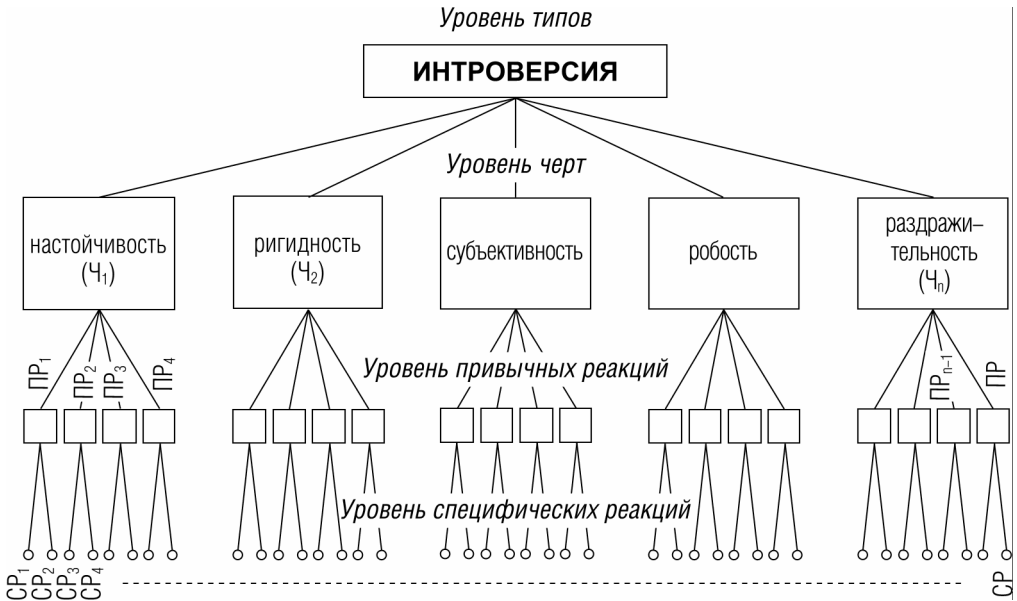 Уровень типов
ИНТРОВЕРСИЯ
Уровень черт
настойчивость
(Ч₁)
ригидность
(Ч₂)
субъективность
робость
раздражи–
тельность
(Чₙ)
ПР₁
ПР₂
ПР₃
ПР₄
Уровень привычных реакций
ПРₙ₋₁
ПР
Уровень специфических реакций
СР₁
СР₂
СР₃
СР₄
СР